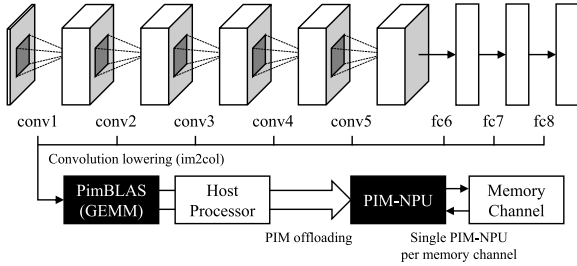 conv1 conv2 conv3 conv4 conv5 fc6 fc7 fc8
Convolution lowering (im2col)
PimBLAS
(GEMM)
Host
Processor
PIM offloading
PIM-NPU
Memory
Channel
Single PIM-NPU
per memory channel